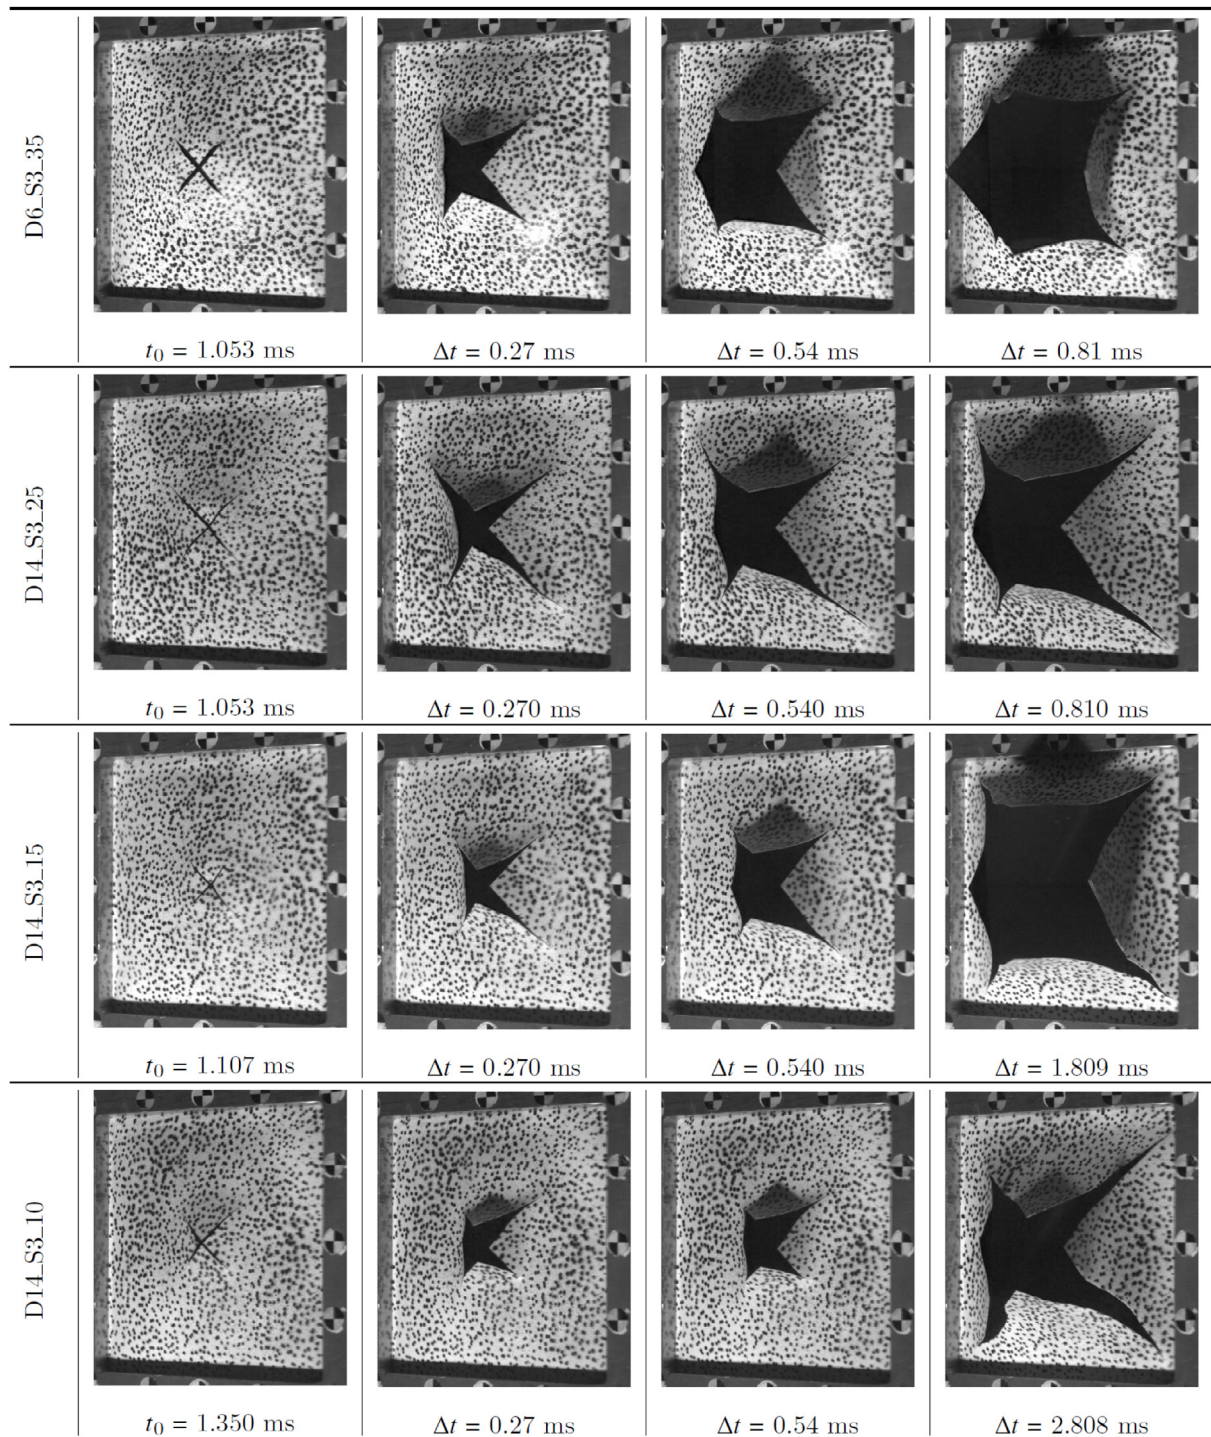 D6_S3_35
t₀ = 1.053 ms
Δt = 0.27 ms
Δt = 0.54 ms
Δt = 0.81 ms
D14_S3_25
t₀ = 1.053 ms
Δt = 0.270 ms
Δt = 0.540 ms
Δt = 0.810 ms
D14_S3_15
t₀ = 1.107 ms
Δt = 0.270 ms
Δt = 0.540 ms
Δt = 1.809 ms
D14_S3_10
t₀ = 1.350 ms
Δt = 0.27 ms
Δt = 0.54 ms
Δt = 2.808 ms